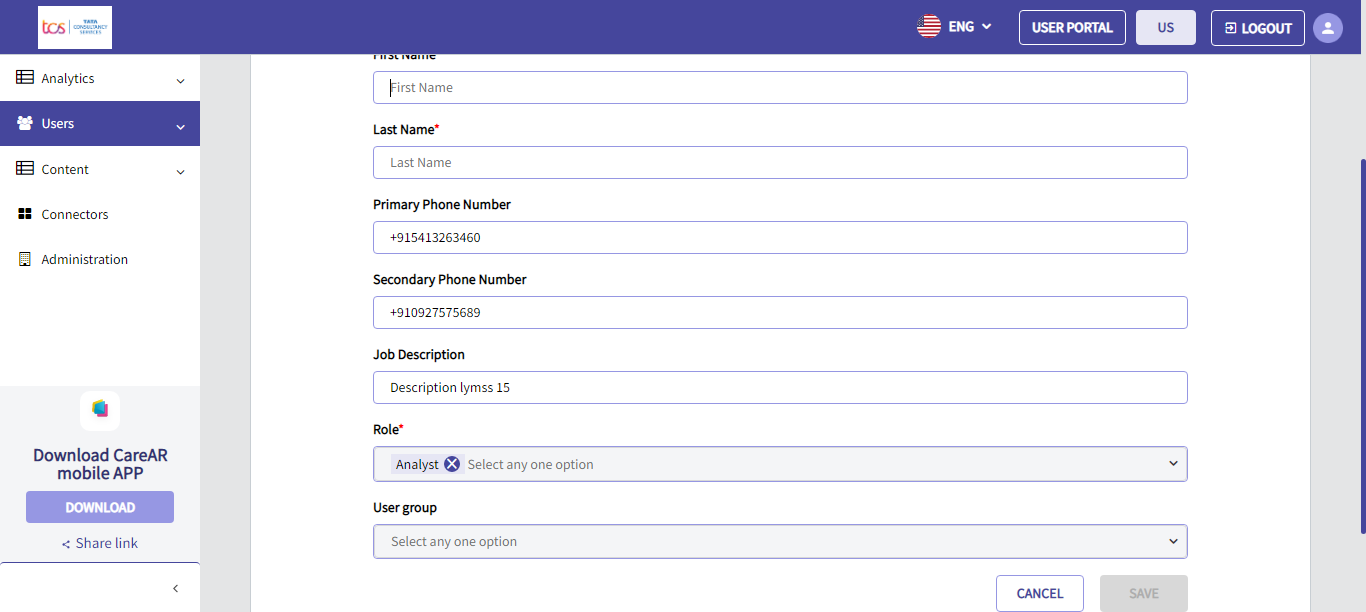 tcs
TATA
CONSULTANCY
SERVICES
ENG
USER PORTAL
US
LOGOUT
Analytics
Users
Content
Connectors
Administration
Download CareAR
mobile APP
DOWNLOAD
Share link
First Name
First Name
Last Name*
Last Name
Primary Phone Number
+915413263460
Secondary Phone Number
+910927575689
Job Description
Description lymss 15
Role*
Analyst Select any one option
User group
Select any one option
CANCEL
SAVE